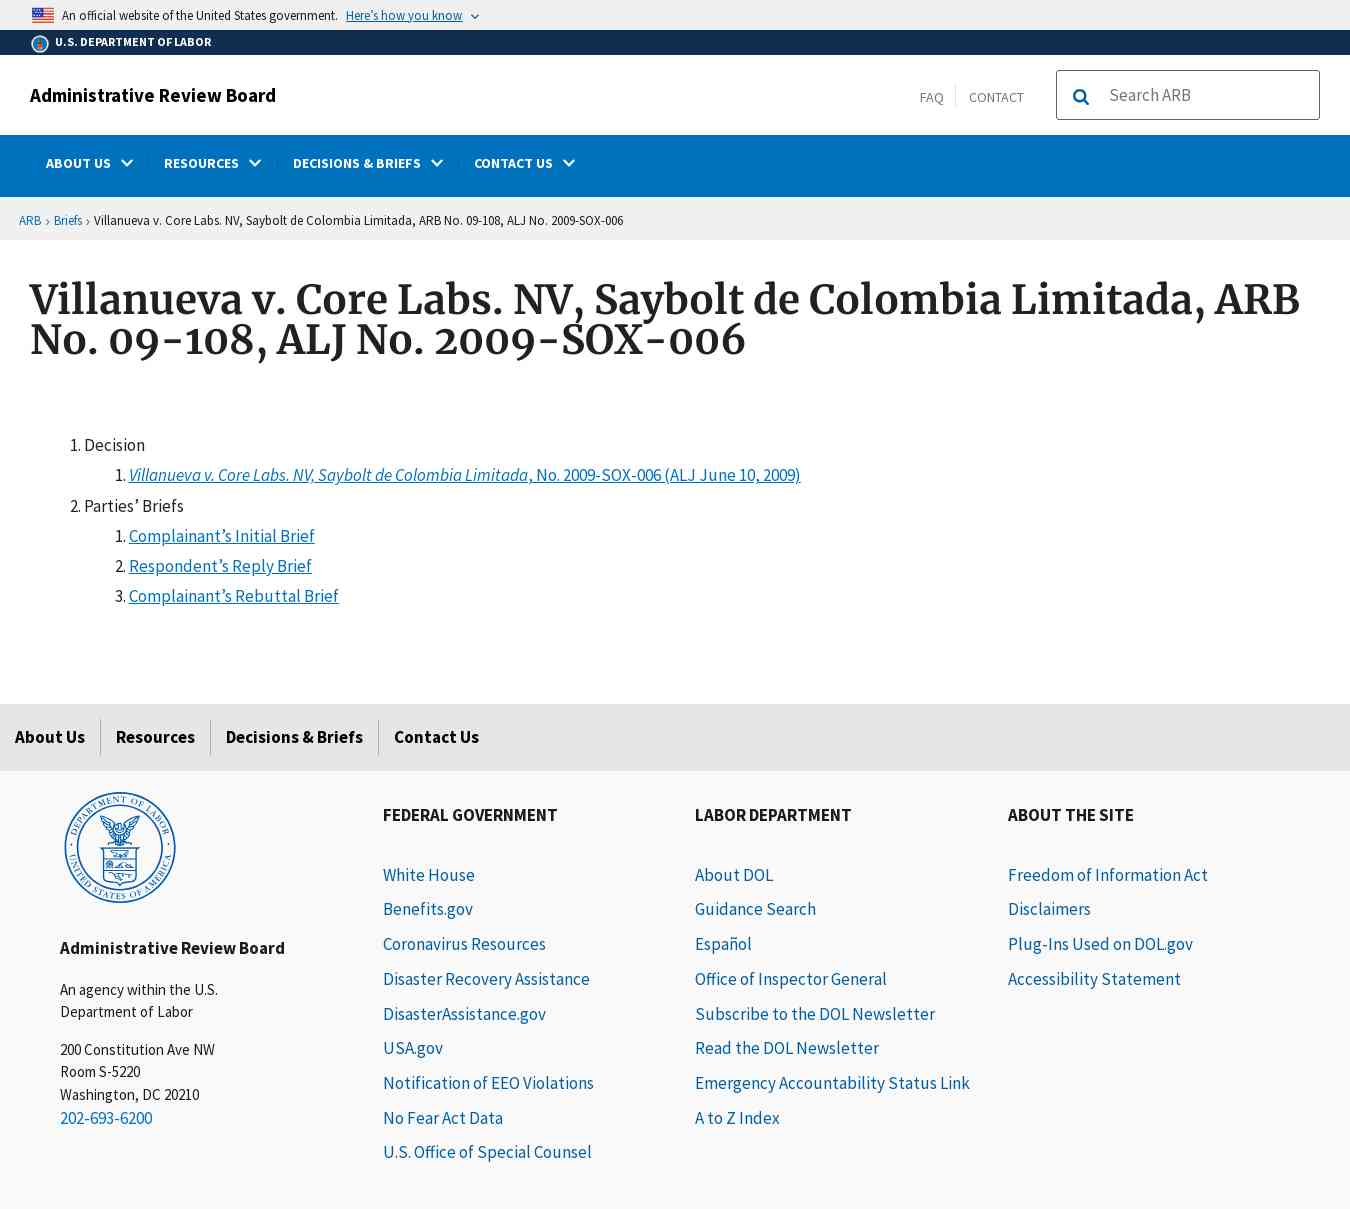 An official website of the United States government. Here’s how you know
U.S. DEPARTMENT OF LABOR
Administrative Review Board
FAQ
CONTACT
Search ARB
ABOUT US
RESOURCES
DECISIONS & BRIEFS
CONTACT US
ARB › Briefs › Villanueva v. Core Labs. NV, Saybolt de Colombia Limitada, ARB No. 09-108, ALJ No. 2009-SOX-006
Villanueva v. Core Labs. NV, Saybolt de Colombia Limitada, ARB
No. 09-108, ALJ No. 2009-SOX-006
1. Decision
1. Villanueva v. Core Labs. NV, Saybolt de Colombia Limitada, No. 2009-SOX-006 (ALJ June 10, 2009)
2. Parties’ Briefs
1. Complainant’s Initial Brief
2. Respondent’s Reply Brief
3. Complainant’s Rebuttal Brief
About Us
Resources
Decisions & Briefs
Contact Us
DEPARTMENT OF LABOR
UNITED STATES OF AMERICA
Administrative Review Board
An agency within the U.S.
Department of Labor
200 Constitution Ave NW
Room S-5220
Washington, DC 20210
202-693-6200
FEDERAL GOVERNMENT
White House
Benefits.gov
Coronavirus Resources
Disaster Recovery Assistance
DisasterAssistance.gov
USA.gov
Notification of EEO Violations
No Fear Act Data
U.S. Office of Special Counsel
LABOR DEPARTMENT
About DOL
Guidance Search
Español
Office of Inspector General
Subscribe to the DOL Newsletter
Read the DOL Newsletter
Emergency Accountability Status Link
A to Z Index
ABOUT THE SITE
Freedom of Information Act
Disclaimers
Plug-Ins Used on DOL.gov
Accessibility Statement